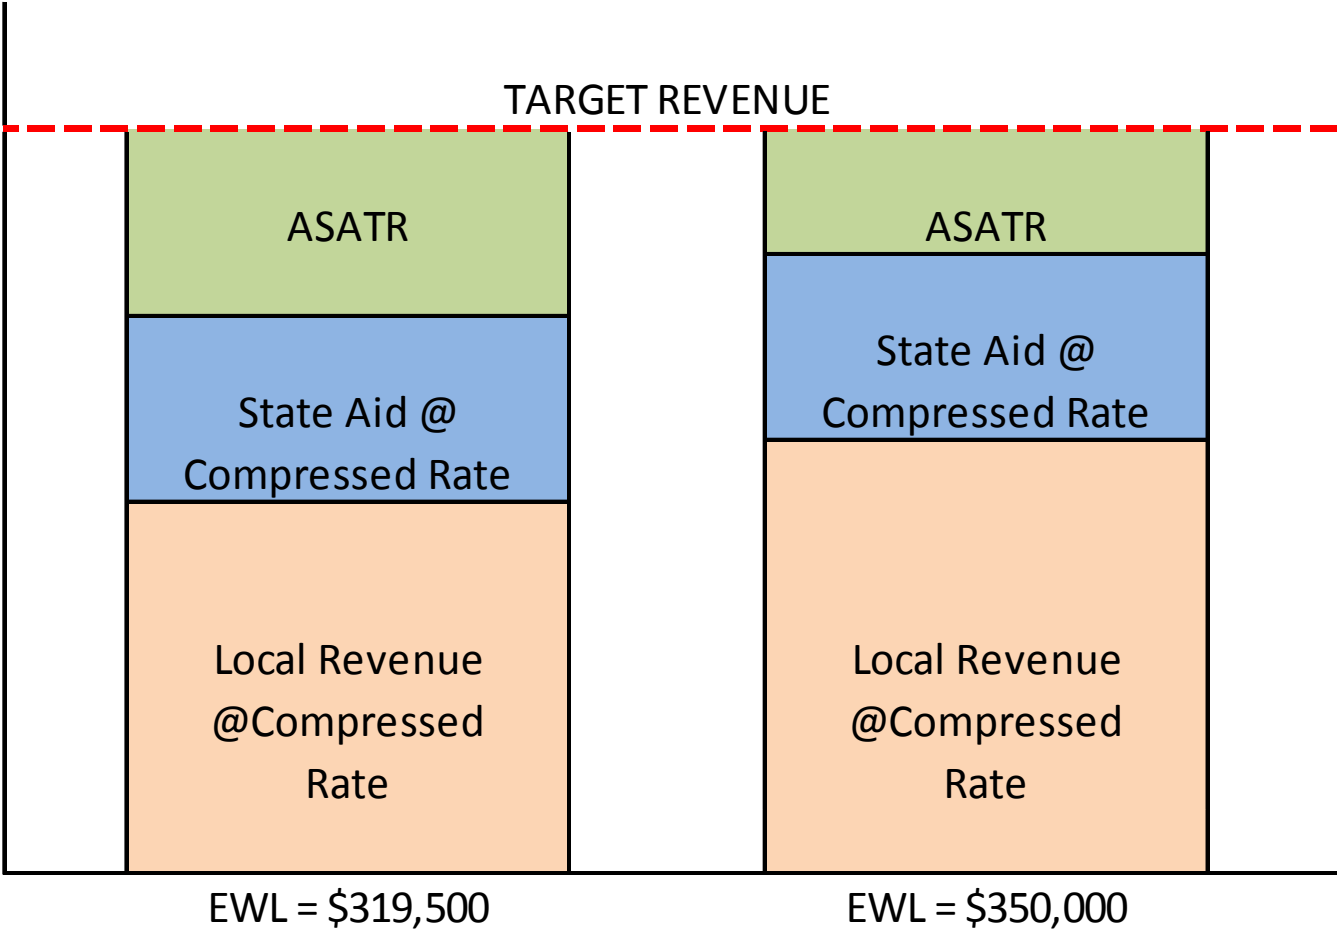 TARGET REVENUE
ASATR
State Aid @
Compressed Rate
Local Revenue
@Compressed
Rate
EWL = $319,500
ASATR
State Aid @
Compressed Rate
Local Revenue
@Compressed
Rate
EWL = $350,000